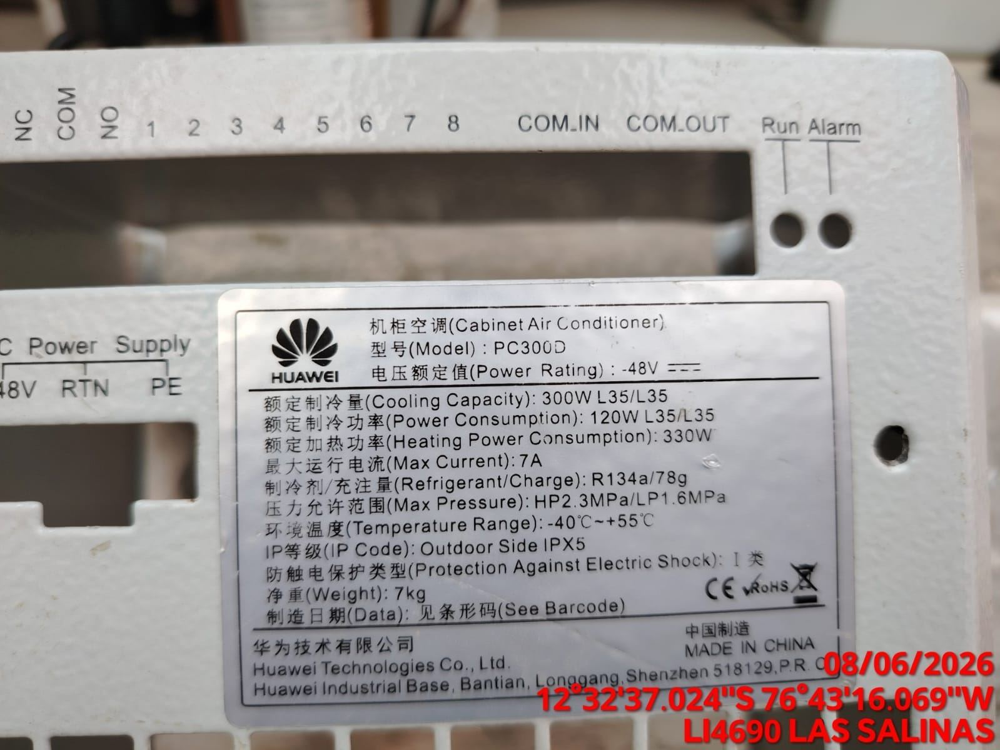 NC COM NO 1 2 3 4 5 6 7 8 COM_IN COM_OUT Run Alarm
C Power Supply
48V RTN PE
HUAWEI
机柜空调(Cabinet Air Conditioner)
型号(Model) : PC300D
电压额定值(Power Rating) : -48V
额定制冷量(Cooling Capacity): 300W L35/L35
额定制冷功率(Power Consumption): 120W L35/L35
额定加热功率(Heating Power Consumption): 330W
最大运行电流(Max Current): 7A
制冷剂/充注量(Refrigerant/Charge): R134a/78g
压力允许范围(Max Pressure): HP2.3MPa/LP1.6MPa
环境温度(Temperature Range): -40℃~+55℃
IP等级(IP Code): Outdoor Side IPX5
防触电保护类型(Protection Against Electric Shock): I 类
净重(Weight): 7kg
CE RoHS
制造日期(Data): 见条形码(See Barcode)
华为技术有限公司
中国制造
MADE IN CHINA
Huawei Technologies Co., Ltd.
Huawei Industrial Base, Bantian, Longgang, Shenzhen 518129, P.R. C
08/06/2026
12°32'37.024"S 76°43'16.069"W
LI4690 LAS SALINAS